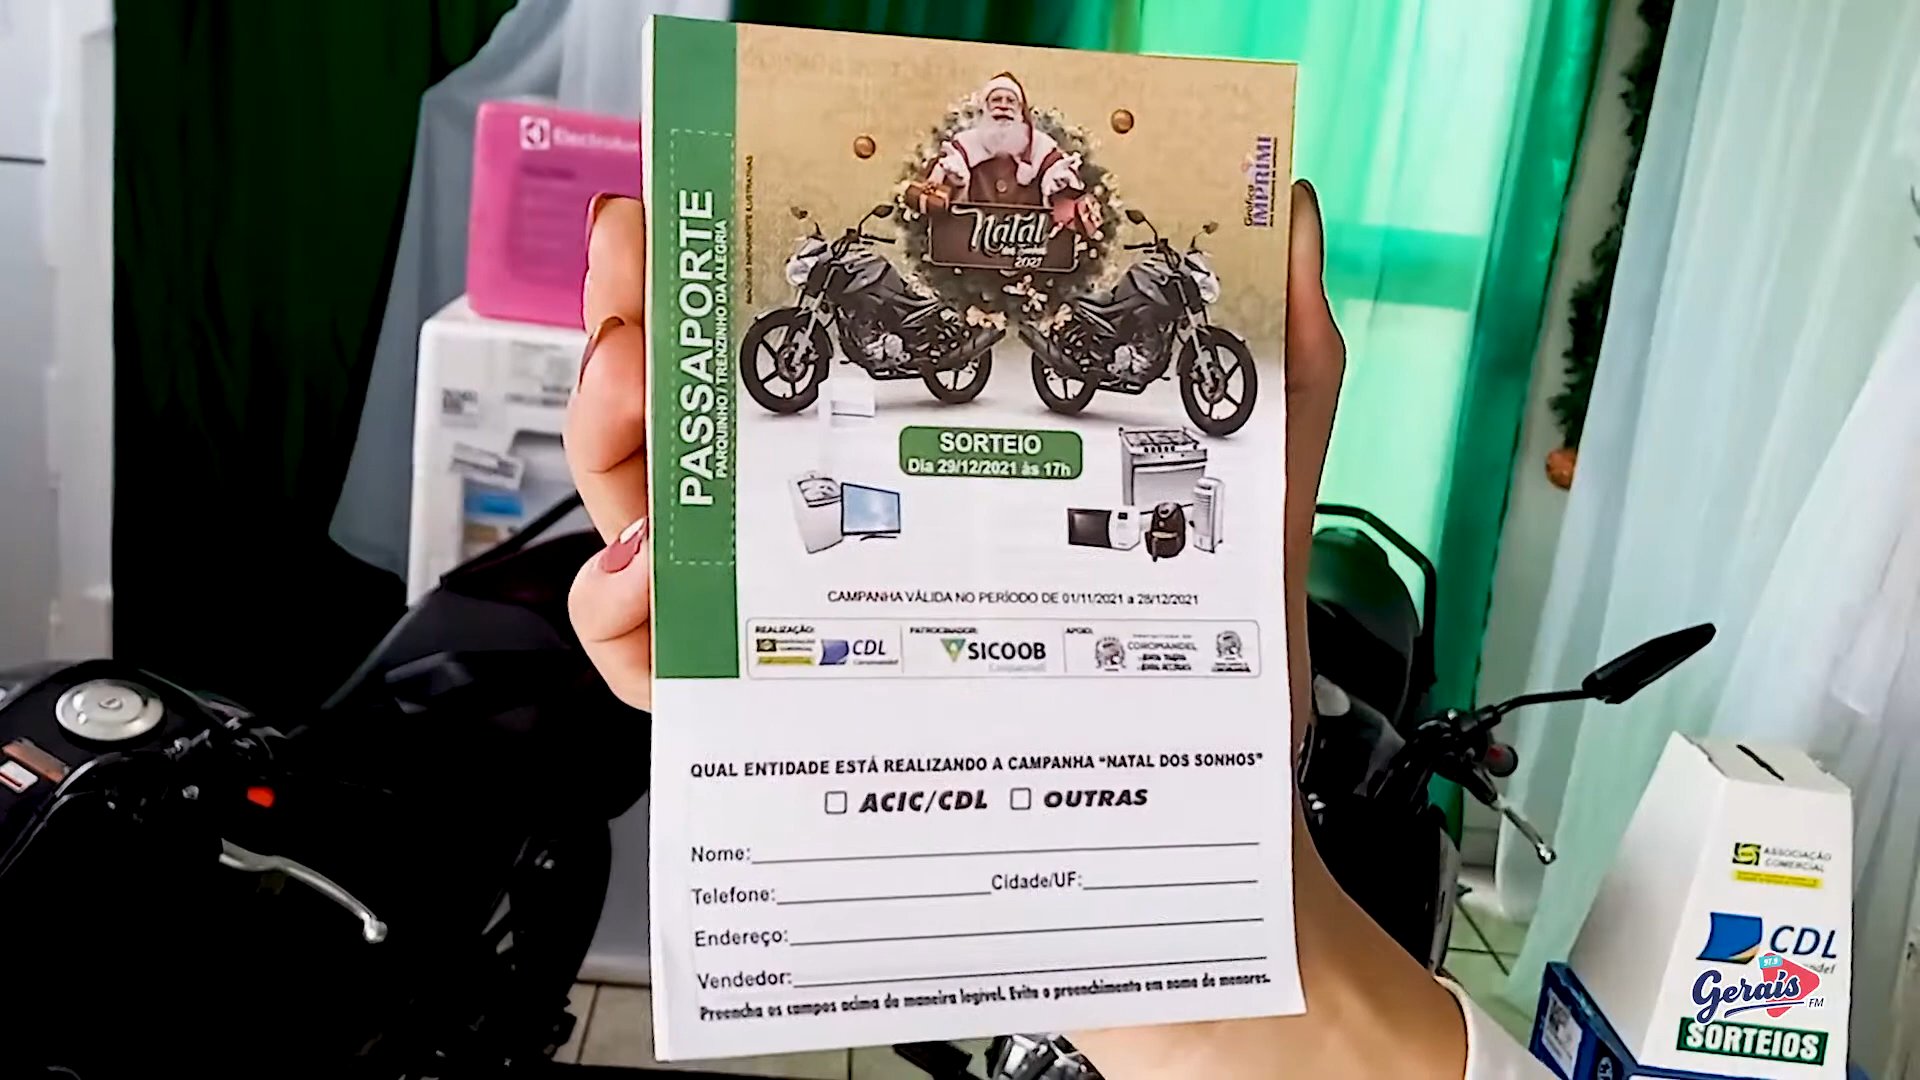 Electrolux
PASSAPORTE
PARQUINHO / TRENZINHO DA ALEGRIA
Gráfica
IMPRIMI
Natal
2021
SORTEIO
Dia 29/12/2021 às 17h
CAMPANHA VÁLIDA NO PERÍODO DE 01/11/2021 a 28/12/2021
REALIZAÇÃO:
CDL
PATROCINADOR:
SICOOB
APOIO:
COROMANDEL
QUAL ENTIDADE ESTÁ REALIZANDO A CAMPANHA “NATAL DOS SONHOS”
ACIC/CDL OUTRAS
Nome:
Telefone: Cidade/UF:
Endereço:
Vendedor:
Preencha os campos acima de maneira legível. Evite o preenchimento em nome de menores.
ASSOCIAÇÃO
COMERCIAL
CDL
97.9
Gerais
FM
SORTEIOS